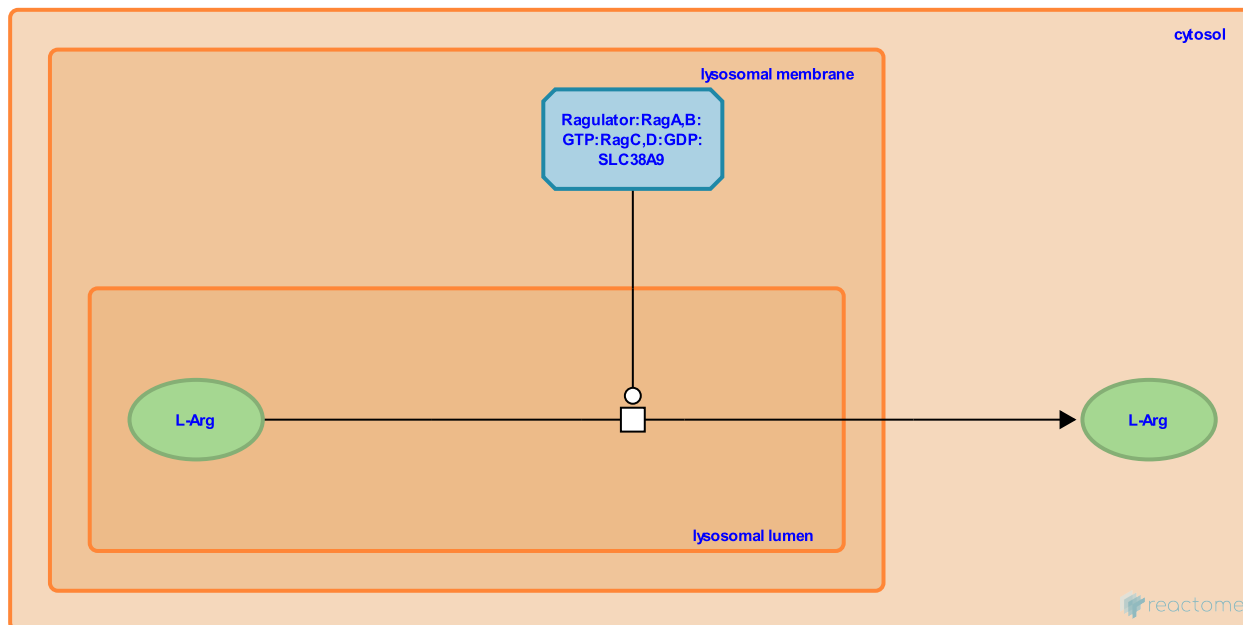 cytosol
lysosomal membrane
Ragulator:RagA,B:
GTP:RagC,D:GDP:
SLC38A9
L-Arg
L-Arg
lysosomal lumen
reactome